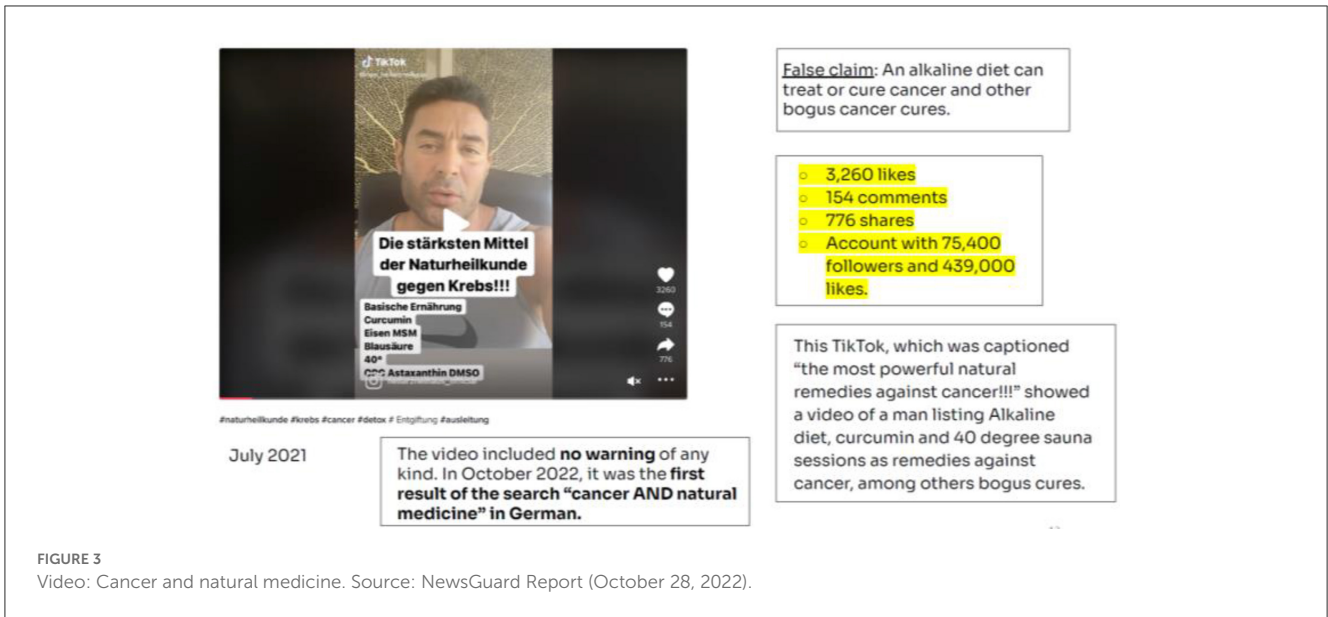 TikTok
Die stärksten Mittel
der Naturheilkunde
gegen Krebs!!!
Basische Ernährung
Curcumin
Eisen MSM
Blausäure
40°
Astaxanthin DMSO
3260
154
776
#naturheilkunde #krebs #cancer #detox # Entgiftung #ausleitung
July 2021
The video included no warning of any
kind. In October 2022, it was the first
result of the search “cancer AND natural
medicine” in German.
False claim: An alkaline diet can
treat or cure cancer and other
bogus cancer cures.
○ 3,260 likes
○ 154 comments
○ 776 shares
○ Account with 75,400
followers and 439,000
likes.
This TikTok, which was captioned
“the most powerful natural
remedies against cancer!!!” showed
a video of a man listing Alkaline
diet, curcumin and 40 degree sauna
sessions as remedies against
cancer, among others bogus cures.
FIGURE 3
Video: Cancer and natural medicine. Source: NewsGuard Report (October 28, 2022).